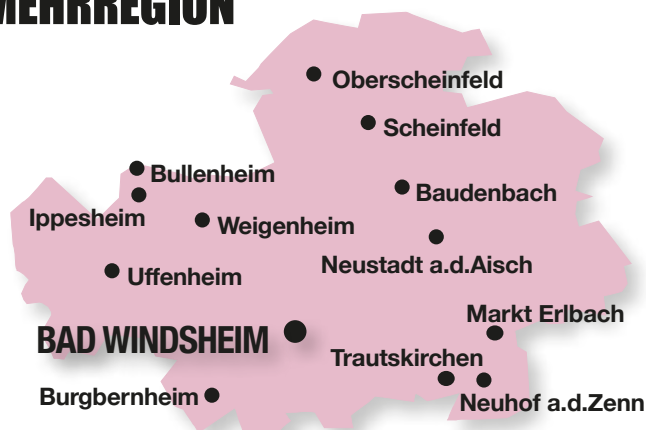 MEHRREGION
Oberscheinfeld
Scheinfeld
Bullenheim
Baudenbach
Ippesheim
Weigenheim
Neustadt a.d.Aisch
Uffenheim
Markt Erlbach
BAD WINDSHEIM
Trautskirchen
Burgbernheim
Neuhof a.d.Zenn